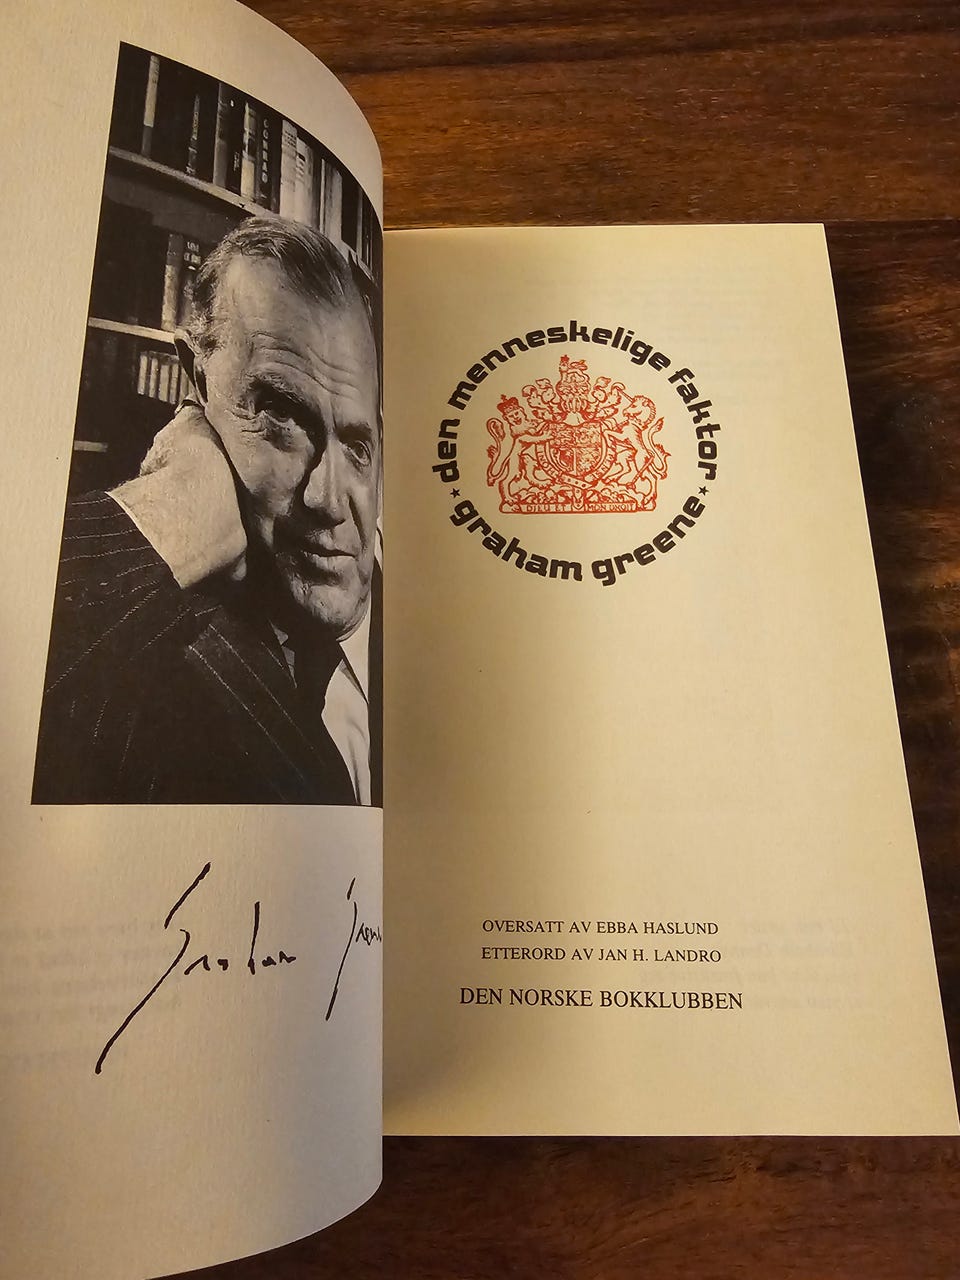 CONRAD
Graham Greene
den menneskelige faktor
★ graham greene ★
DIEU ET MON DROIT
OVERSATT AV EBBA HASLUND
ETTERORD AV JAN H. LANDRO
DEN NORSKE BOKKLUBBEN